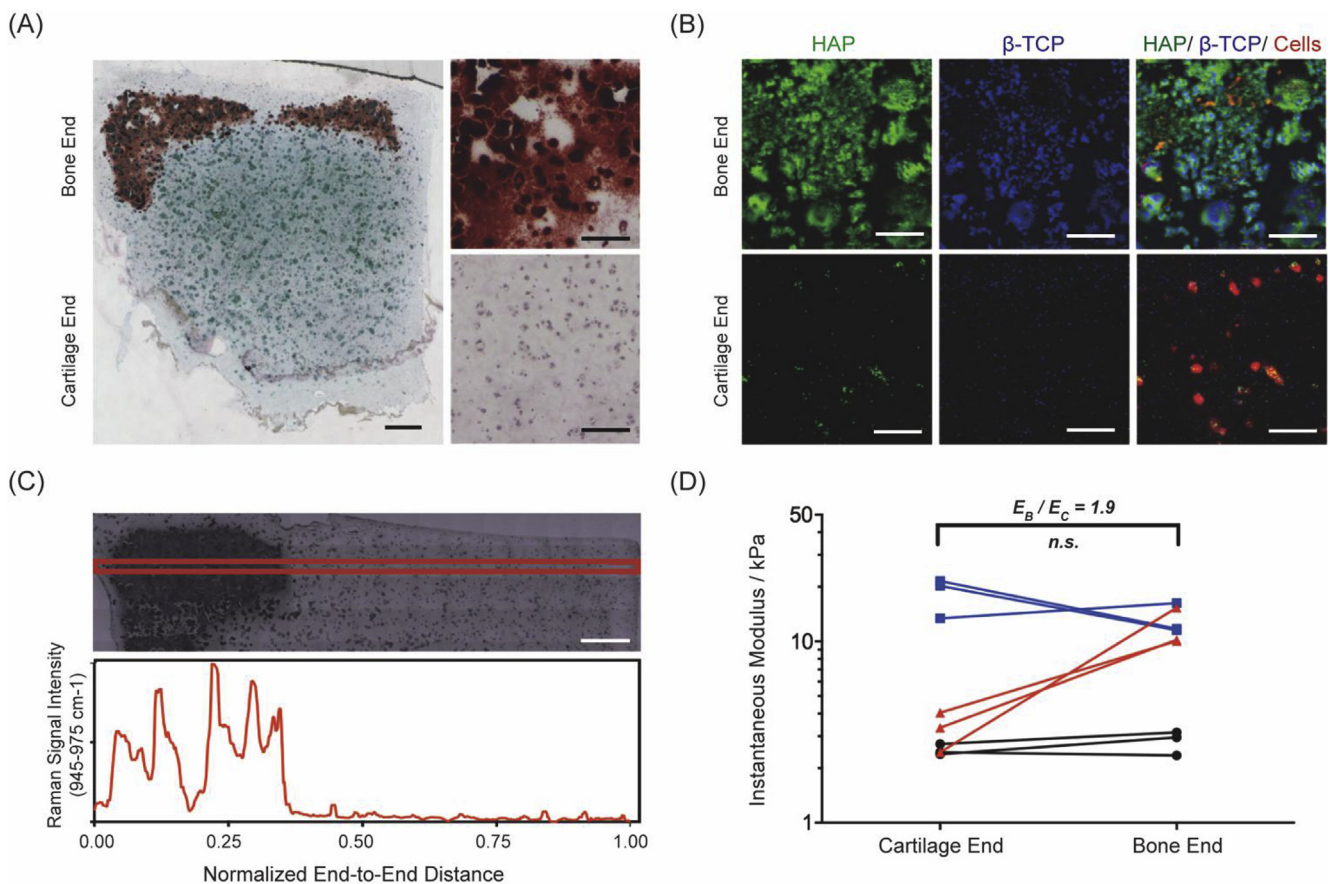 (A)
Bone End
Cartilage End
(B)
HAP
β-TCP
HAP/ β-TCP/ Cells
Bone End
Cartilage End
(C)
Raman Signal Intensity
(945-975 cm-1)
0.00
0.25
0.50
0.75
1.00
Normalized End-to-End Distance
(D)
Instantaneous Modulus / kPa
50
10
1
E_B / E_C = 1.9
n.s.
Cartilage End
Bone End